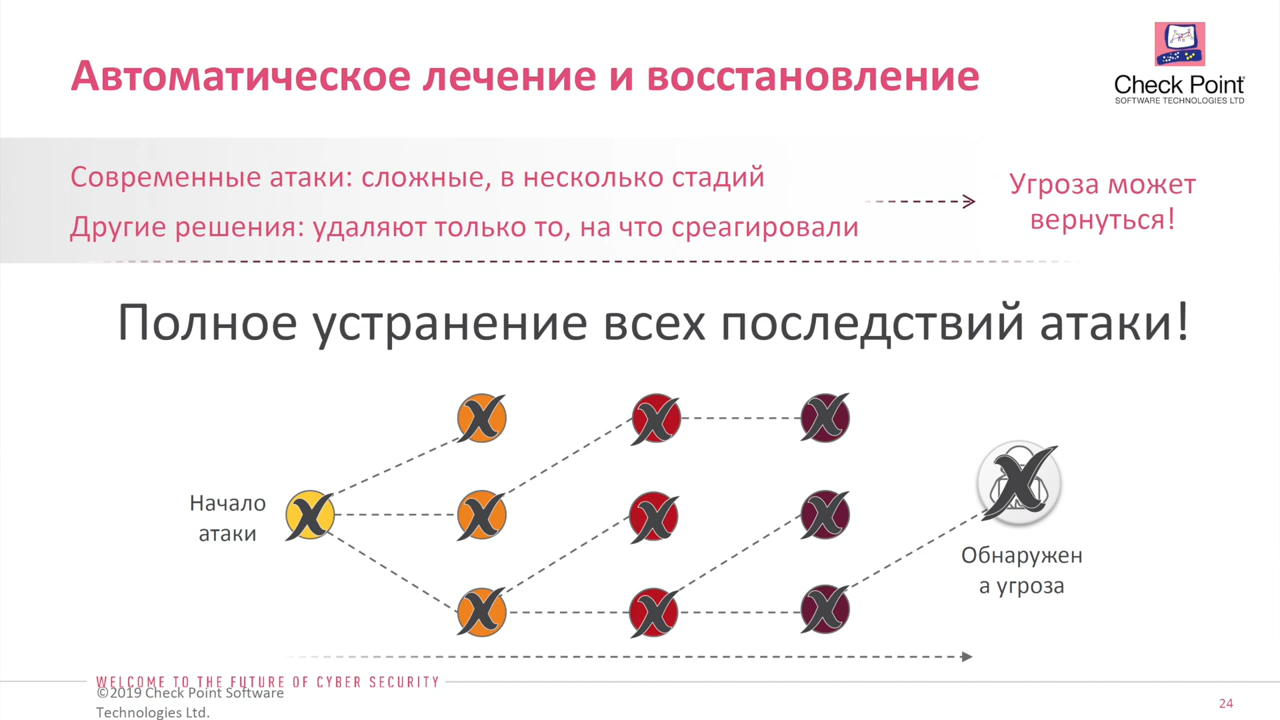 Автоматическое лечение и восстановление
Check Point
SOFTWARE TECHNOLOGIES LTD
Современные атаки: сложные, в несколько стадий
Другие решения: удаляют только то, на что среагировали
Угроза может
вернуться!
Полное устранение всех последствий атаки!
Начало
атаки
Обнаружен
а угроза
WELCOME TO THE FUTURE OF CYBER SECURITY
©2019 Check Point Software
Technologies Ltd.
24